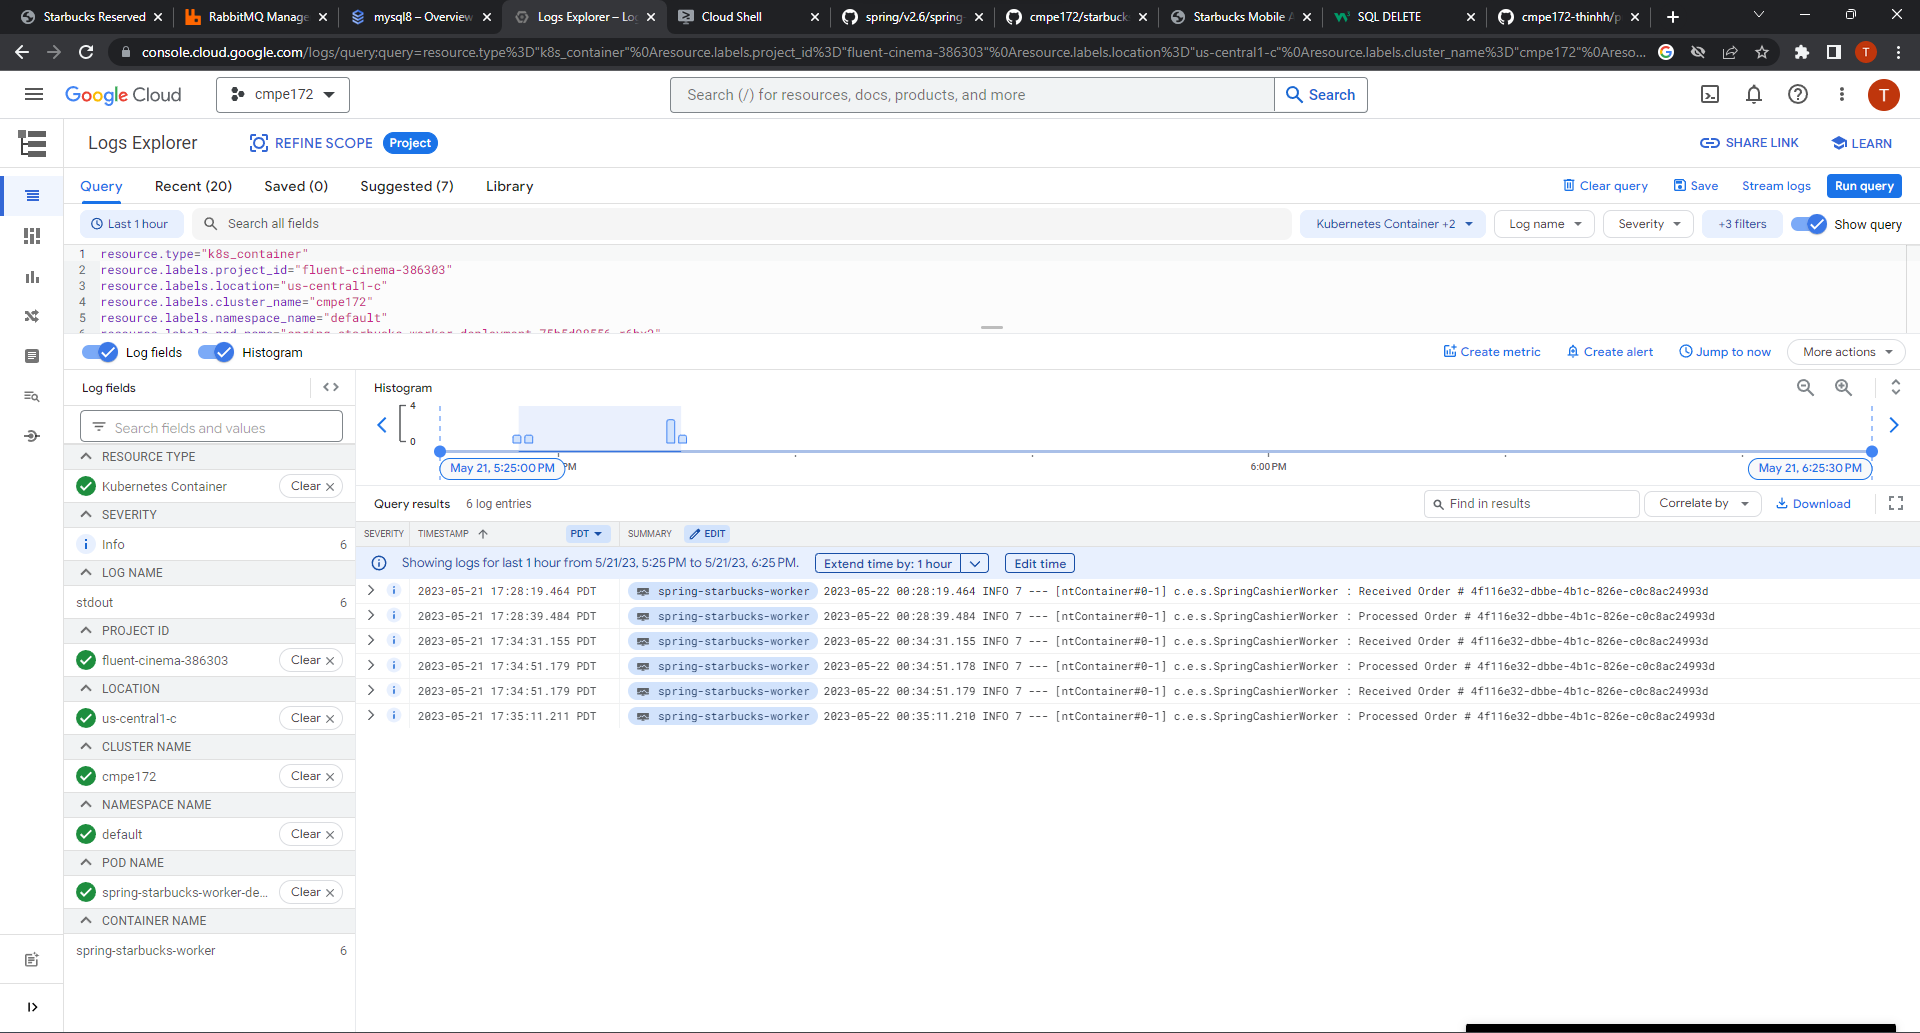 Starbucks Reserved
RabbitMQ Manage
mysql8 – Overview
Logs Explorer – Lo
Cloud Shell
spring/v2.6/spring-
cmpe172/starbuck
Starbucks Mobile A
SQL DELETE
cmpe172-thinhh/p
console.cloud.google.com/logs/query;query=resource.type%3D"k8s_container"%0Aresource.labels.project_id%3D"fluent-cinema-386303"%0Aresource.labels.location%3D"us-central1-c"%0Aresource.labels.cluster_name%3D"cmpe172"%0Areso...
T
Google Cloud
cmpe172
Search (/) for resources, docs, products, and more
Search
T
Logs Explorer
REFINE SCOPE
Project
SHARE LINK
LEARN
Query
Recent (20)
Saved (0)
Suggested (7)
Library
Clear query
Save
Stream logs
Run query
Last 1 hour
Search all fields
Kubernetes Container +2
Log name
Severity
+3 filters
Show query
1 resource.type="k8s_container"
2 resource.labels.project_id="fluent-cinema-386303"
3 resource.labels.location="us-central1-c"
4 resource.labels.cluster_name="cmpe172"
5 resource.labels.namespace_name="default"
Log fields
Histogram
Create metric
Create alert
Jump to now
More actions
Log fields
Search fields and values
RESOURCE TYPE
Kubernetes Container
Clear
SEVERITY
Info 6
LOG NAME
stdout 6
PROJECT ID
fluent-cinema-386303
Clear
LOCATION
us-central1-c
Clear
CLUSTER NAME
cmpe172
Clear
NAMESPACE NAME
default
Clear
POD NAME
spring-starbucks-worker-de...
Clear
CONTAINER NAME
spring-starbucks-worker 6
Histogram
4
0
May 21, 5:25:00 PM
PM
6:00 PM
May 21, 6:25:30 PM
Query results
6 log entries
Find in results
Correlate by
Download
SEVERITY
TIMESTAMP
PDT
SUMMARY
EDIT
Showing logs for last 1 hour from 5/21/23, 5:25 PM to 5/21/23, 6:25 PM.
Extend time by: 1 hour
Edit time
2023-05-21 17:28:19.464 PDT spring-starbucks-worker 2023-05-22 00:28:19.464 INFO 7 --- [ntContainer#0-1] c.e.s.SpringCashierWorker : Received Order # 4f116e32-dbbe-4b1c-826e-c0c8ac24993d
2023-05-21 17:28:39.484 PDT spring-starbucks-worker 2023-05-22 00:28:39.484 INFO 7 --- [ntContainer#0-1] c.e.s.SpringCashierWorker : Processed Order # 4f116e32-dbbe-4b1c-826e-c0c8ac24993d
2023-05-21 17:34:31.155 PDT spring-starbucks-worker 2023-05-22 00:34:31.155 INFO 7 --- [ntContainer#0-1] c.e.s.SpringCashierWorker : Received Order # 4f116e32-dbbe-4b1c-826e-c0c8ac24993d
2023-05-21 17:34:51.179 PDT spring-starbucks-worker 2023-05-22 00:34:51.178 INFO 7 --- [ntContainer#0-1] c.e.s.SpringCashierWorker : Processed Order # 4f116e32-dbbe-4b1c-826e-c0c8ac24993d
2023-05-21 17:34:51.179 PDT spring-starbucks-worker 2023-05-22 00:34:51.179 INFO 7 --- [ntContainer#0-1] c.e.s.SpringCashierWorker : Received Order # 4f116e32-dbbe-4b1c-826e-c0c8ac24993d
2023-05-21 17:35:11.211 PDT spring-starbucks-worker 2023-05-22 00:35:11.210 INFO 7 --- [ntContainer#0-1] c.e.s.SpringCashierWorker : Processed Order # 4f116e32-dbbe-4b1c-826e-c0c8ac24993d